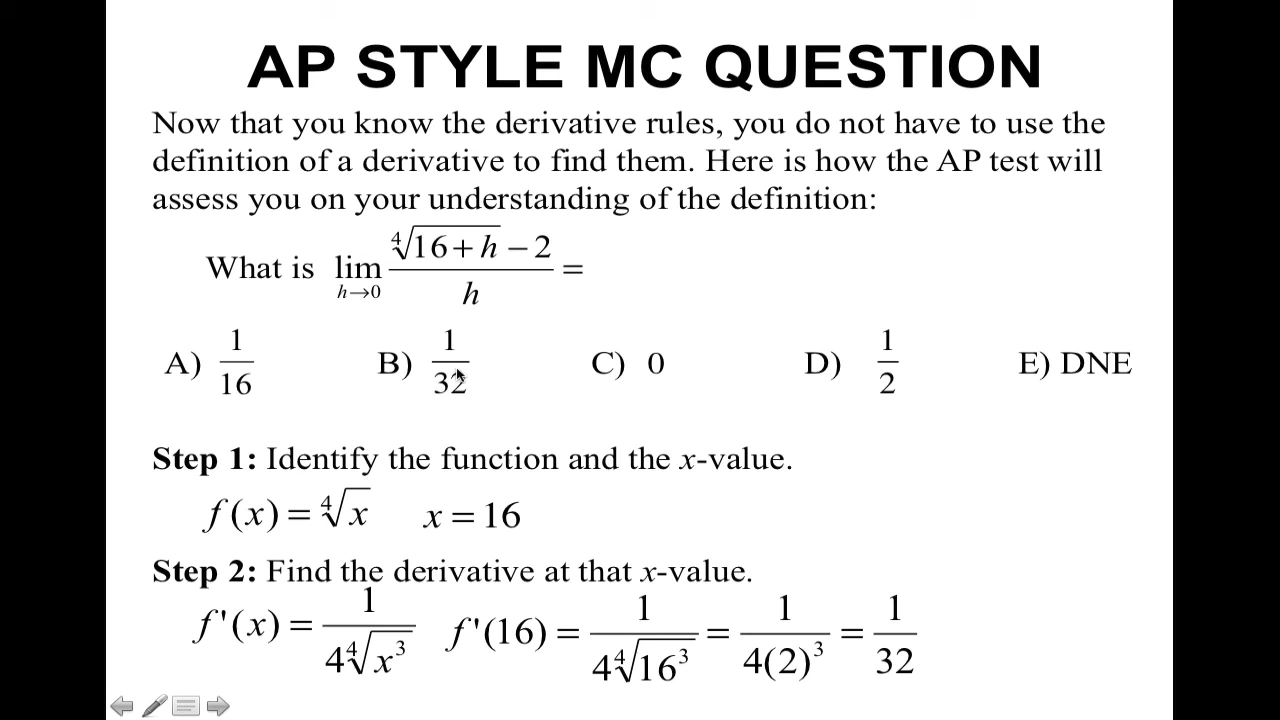 AP STYLE MC QUESTION
Now that you know the derivative rules, you do not have to use the
definition of a derivative to find them. Here is how the AP test will
assess you on your understanding of the definition:
What is lim h→0 (∜(16 + h) − 2) / h =
A) 1/16 B) 1/32 C) 0 D) 1/2 E) DNE
Step 1: Identify the function and the x-value.
f(x) = ∜x x = 16
Step 2: Find the derivative at that x-value.
f'(x) = 1 / (4∜(x³)) f'(16) = 1 / (4∜(16³)) = 1 / (4(2)³) = 1/32